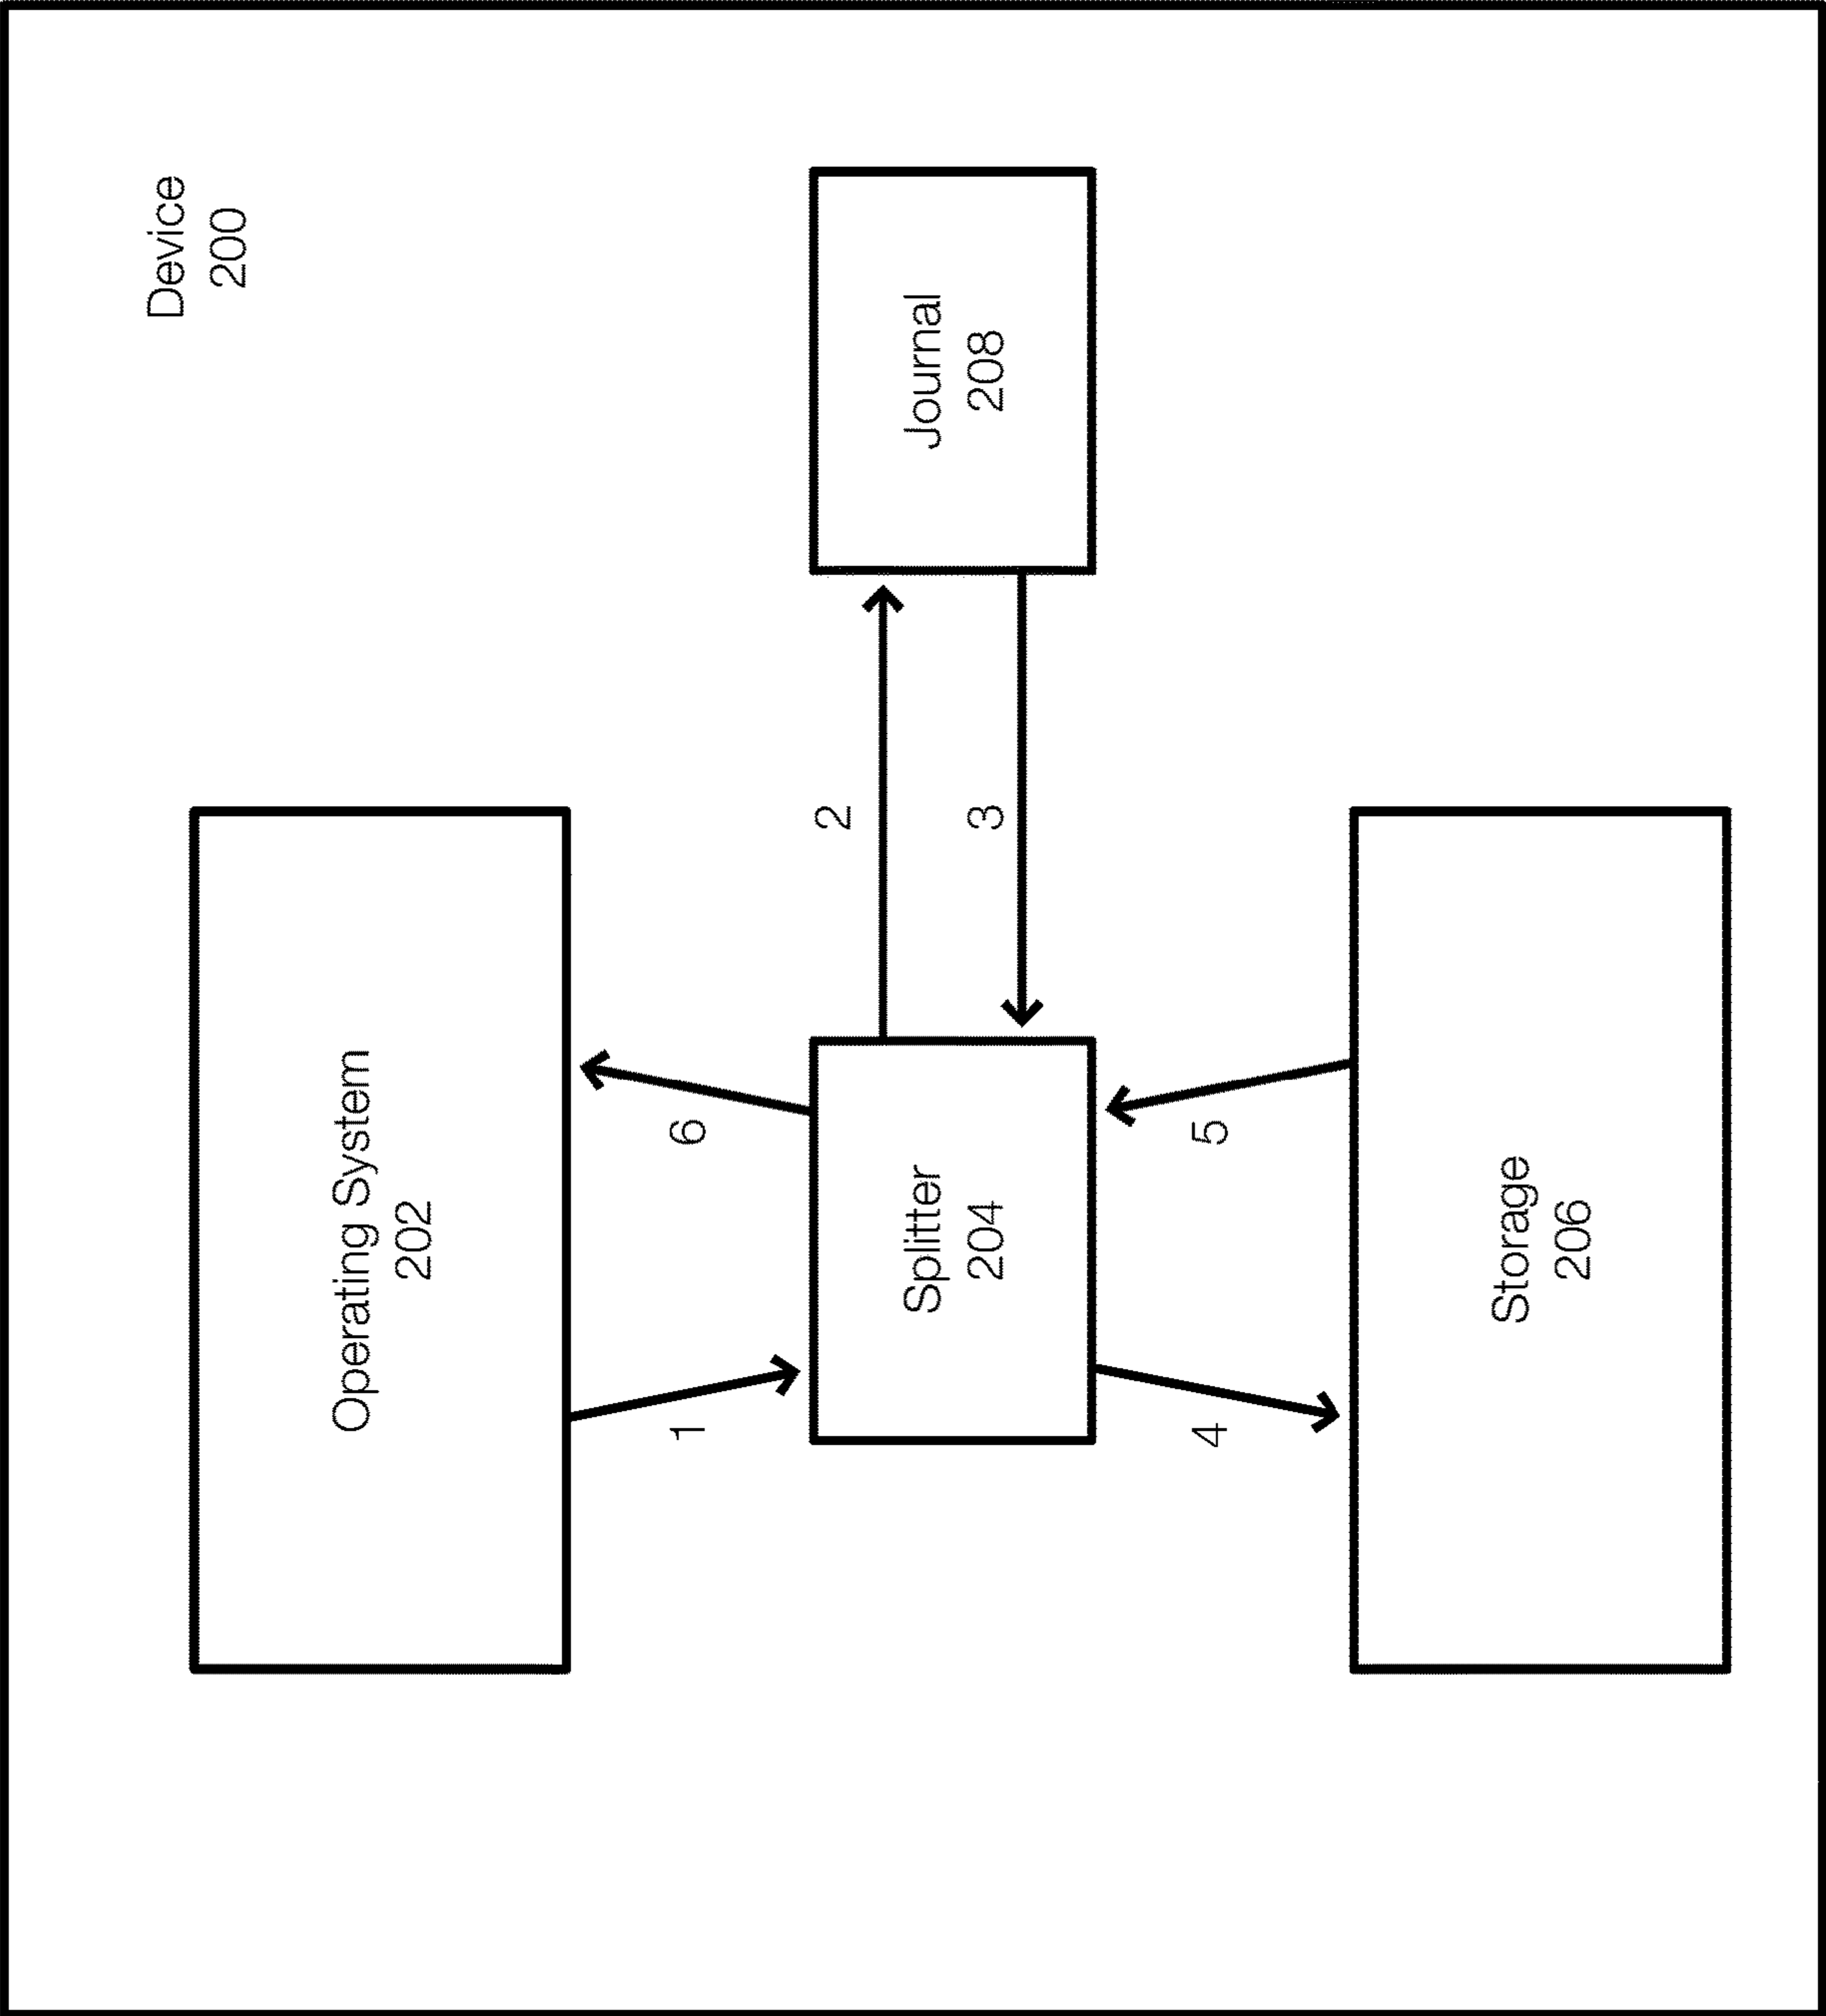 Device
200
Operating System
202
1
6
Splitter
204
2
3
Journal
208
4
5
Storage
206